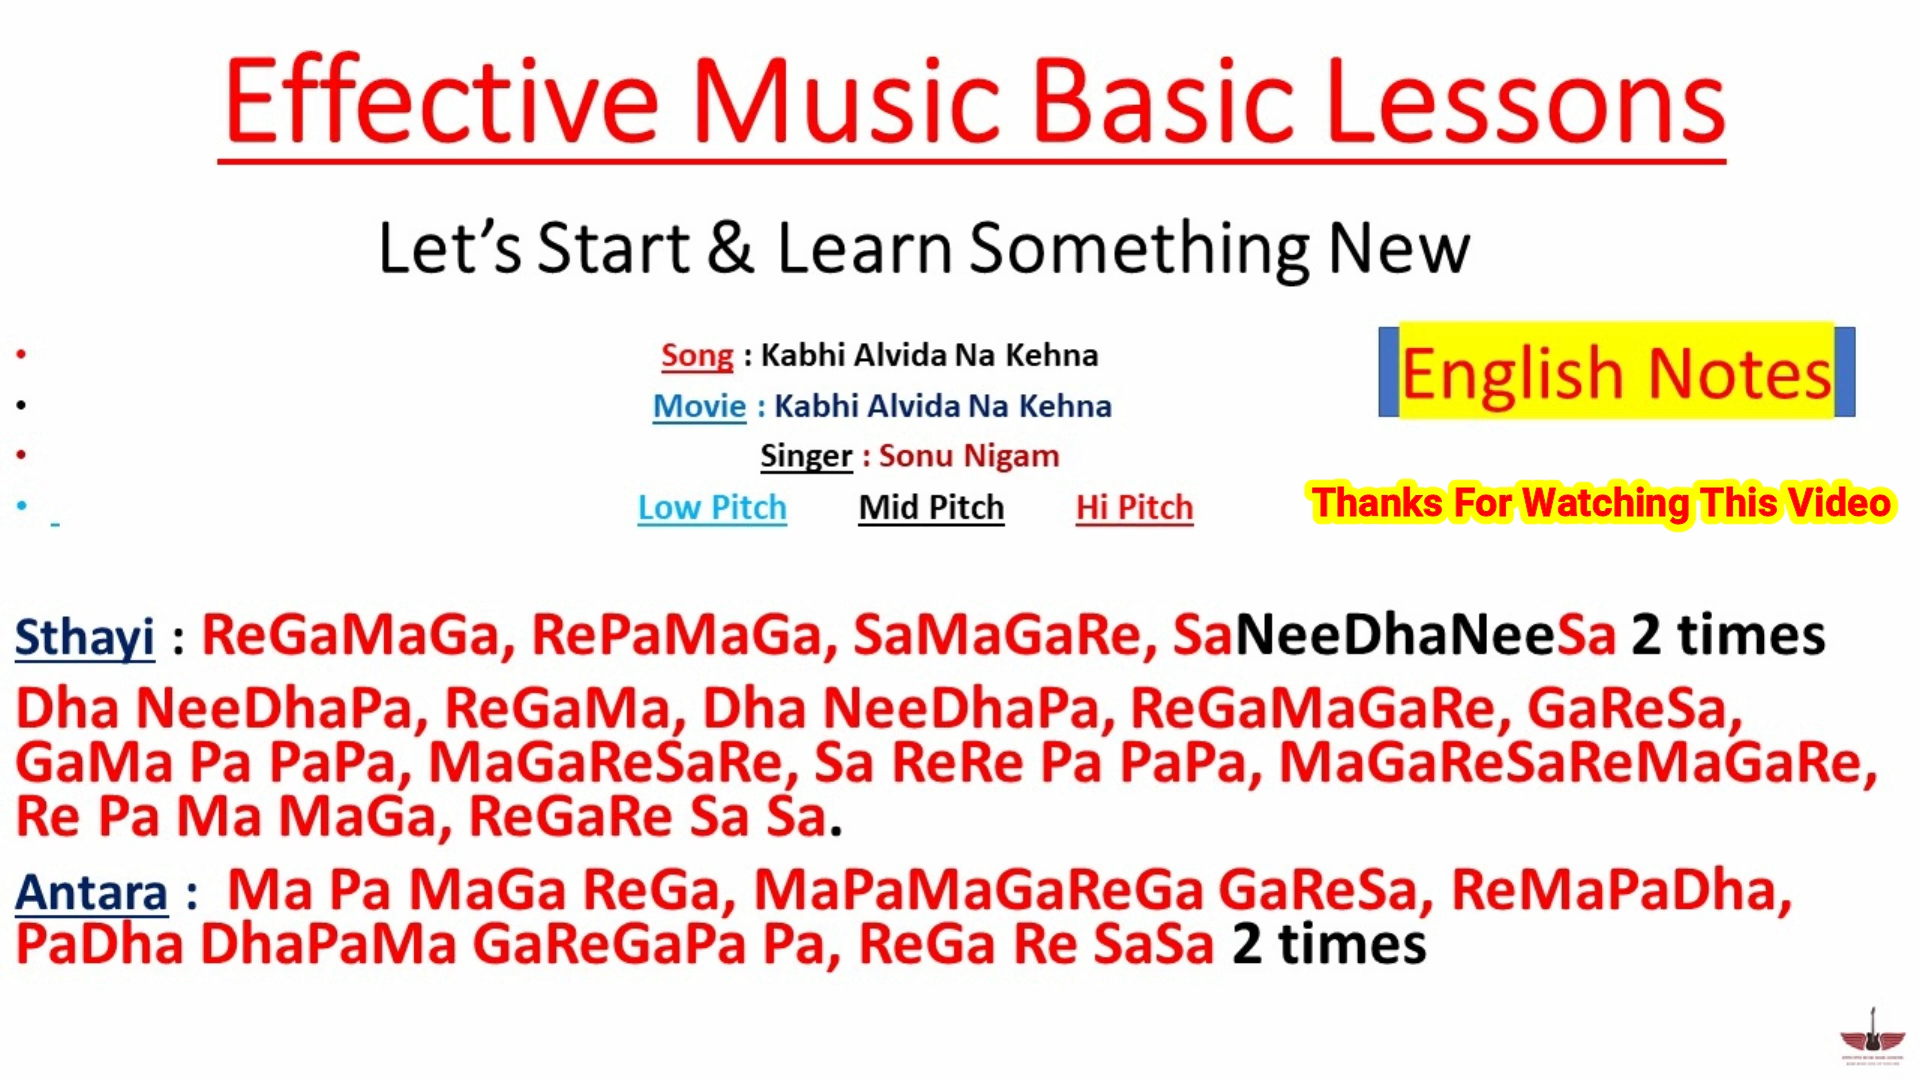 Effective Music Basic Lessons
Let's Start & Learn Something New
Song : Kabhi Alvida Na Kehna
English Notes
Movie : Kabhi Alvida Na Kehna
Singer : Sonu Nigam
Low Pitch Mid Pitch Hi Pitch
Thanks For Watching This Video
Sthayi : ReGaMaGa, RePaMaGa, SaMaGaRe, SaNeeDhaNeeSa 2 times
Dha NeeDhaPa, ReGaMa, Dha NeeDhaPa, ReGaMaGaRe, GaReSa,
GaMa Pa PaPa, MaGaReSaRe, Sa ReRe Pa PaPa, MaGaReSaReMaGaRe,
Re Pa Ma MaGa, ReGaRe Sa Sa.
Antara : Ma Pa MaGa ReGa, MaPaMaGaReGa GaReSa, ReMaPaDha,
PaDha DhaPaMa GaReGaPa Pa, ReGa Re SaSa 2 times